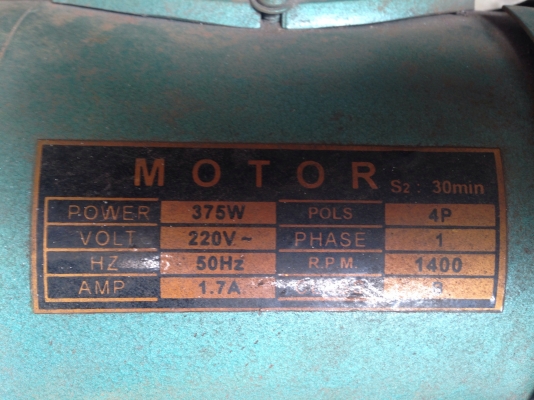 MOTOR S2 : 30min
POWER 375W POLS 4P
VOLT 220V~ PHASE 1
HZ 50Hz R.P.M 1400
AMP 1.7A